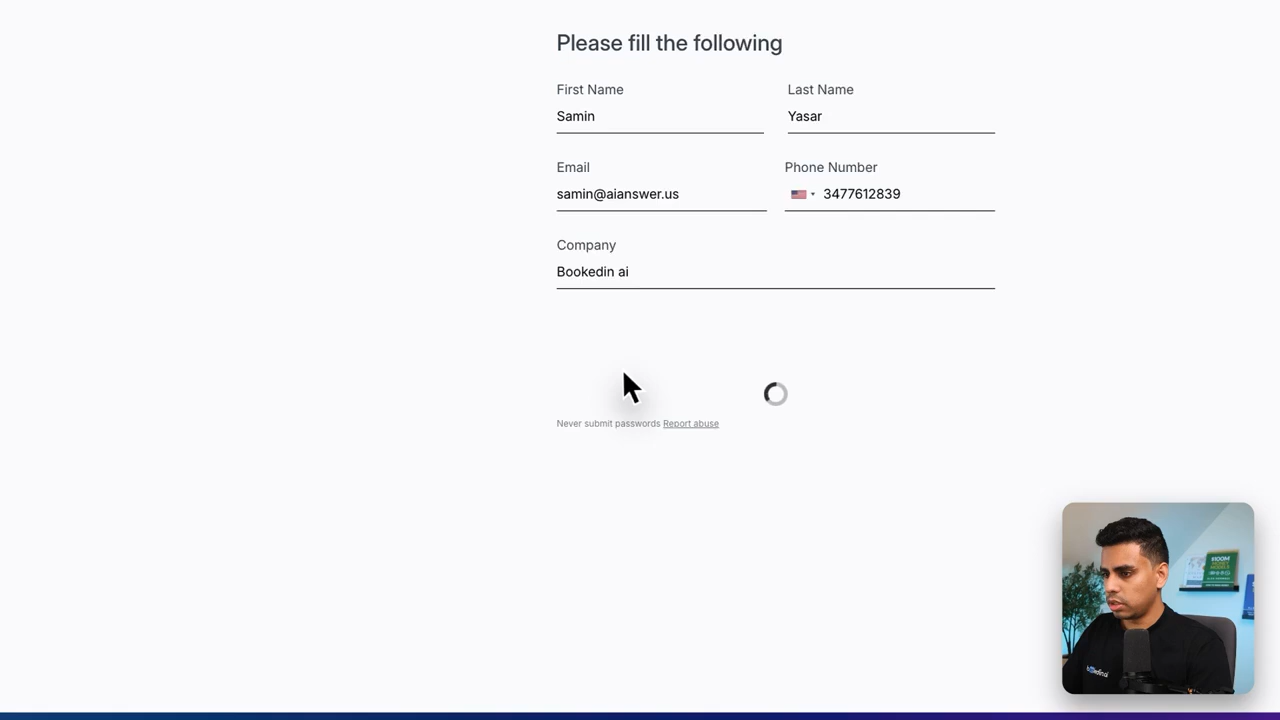 Please fill the following
First Name
Last Name
Samin
Yasar
Email
Phone Number
samin@aianswer.us
3477612839
Company
Bookedin ai
Never submit passwords Report abuse
$100M